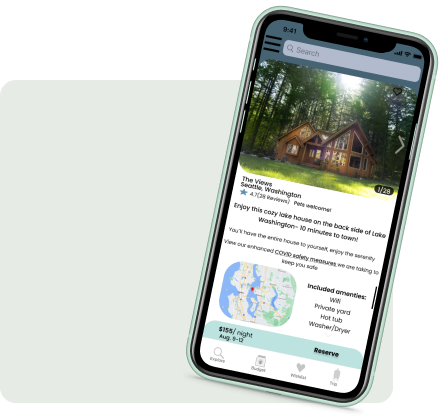 9:41
Search
1/28
The Views
Seattle, Washington
4.7(28 Reviews) Pets welcome!
Enjoy this cozy lake house on the back side of Lake
Washington- 10 minutes to town!
You'll have the entire house to yourself, enjoy the serenity
View our enhanced COVID safety measures we are taking to
keep you safe
Included amenties:
Wifi
Private yard
Hot tub
Washer/Dryer
$155/ night
Aug. 9-12
Reserve
Explore
Budget
Wishlist
Trip